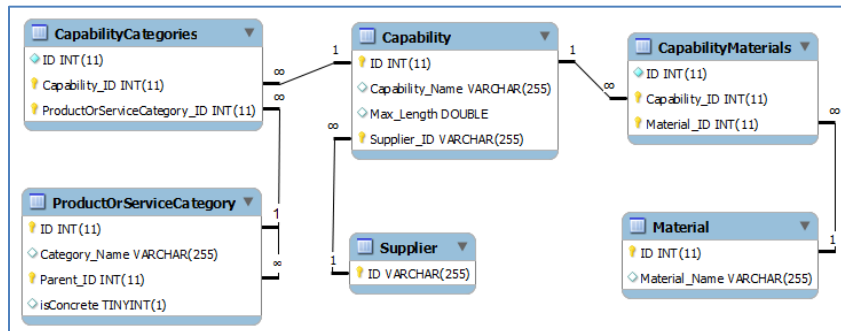 CapabilityCategories
ID INT(11)
Capability_ID INT(11)
ProductOrServiceCategory_ID INT(11)
∞
∞
Capability
1
ID INT(11)
Capability_Name VARCHAR(255)
Max_Length DOUBLE
Supplier_ID VARCHAR(255)
1
∞
CapabilityMaterials
ID INT(11)
Capability_ID INT(11)
Material_ID INT(11)
∞
∞
ProductOrServiceCategory
ID INT(11)
Category_Name VARCHAR(255)
Parent_ID INT(11)
isConcrete TINYINT(1)
1
∞
Supplier
ID VARCHAR(255)
1
Material
ID INT(11)
Material_Name VARCHAR(255)
1